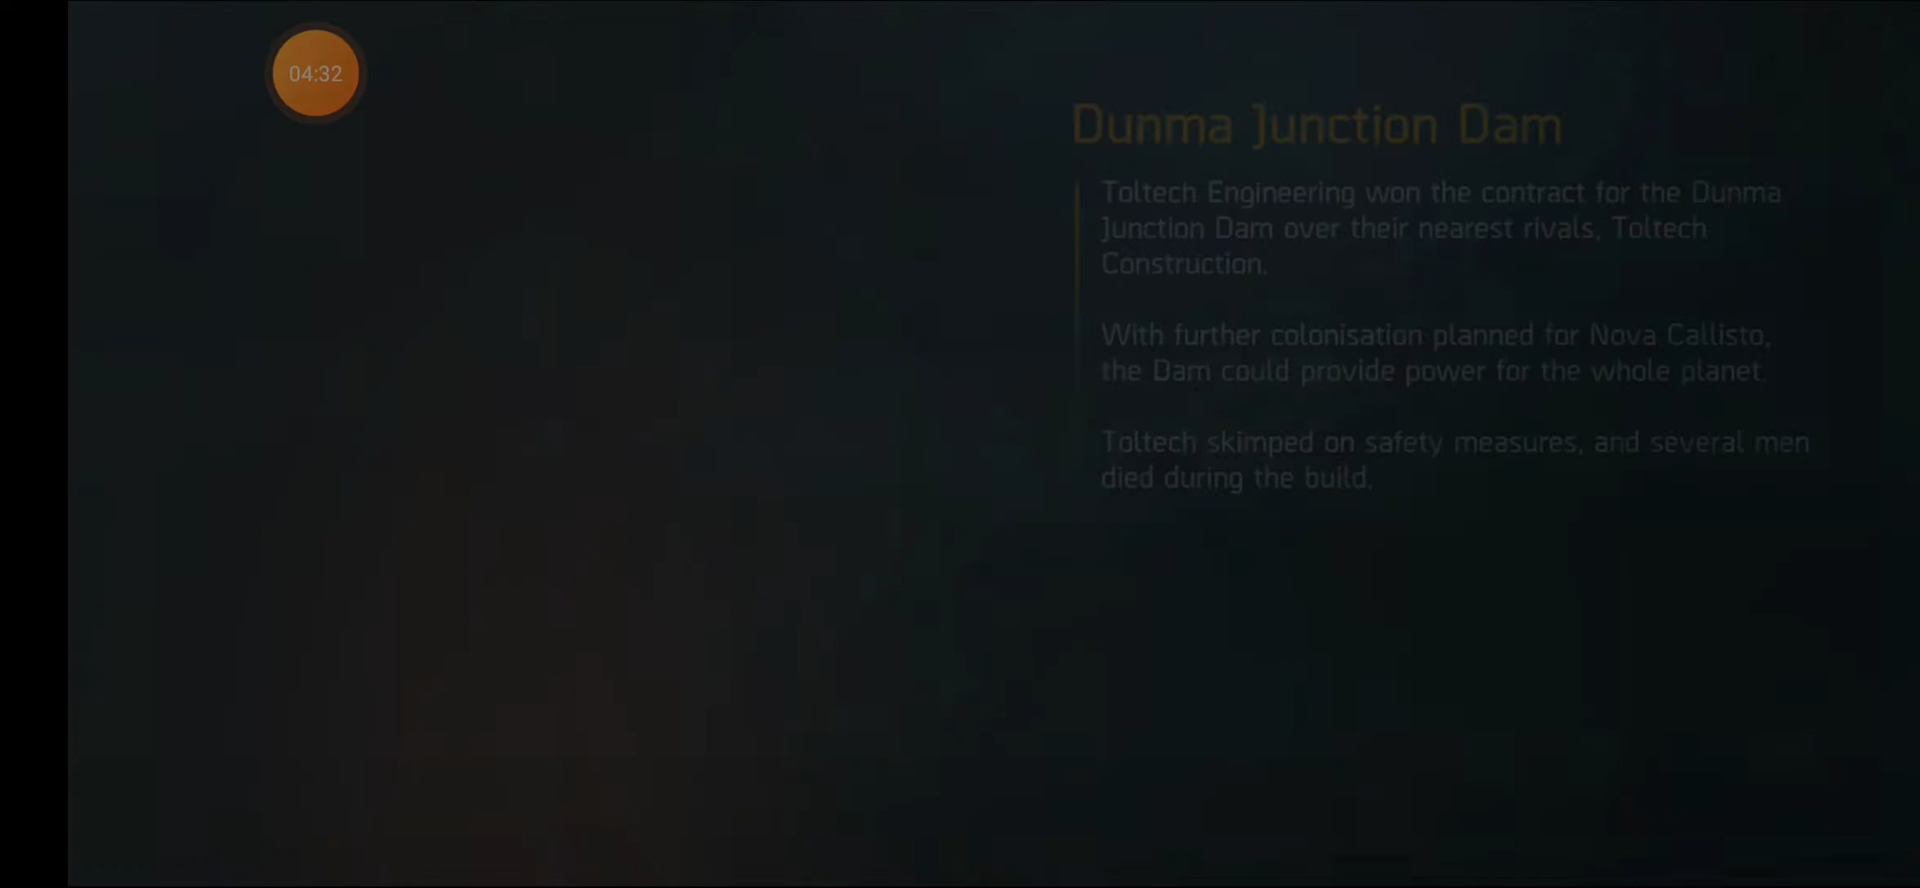 04:32
Dunma Junction Dam
Toltech Engineering won the contract for the Dunma
Junction Dam over their nearest rivals, Toltech
Construction.
With further colonisation planned for Nova Callisto,
the Dam could provide power for the whole planet.
Toltech skimped on safety measures, and several men
died during the build.